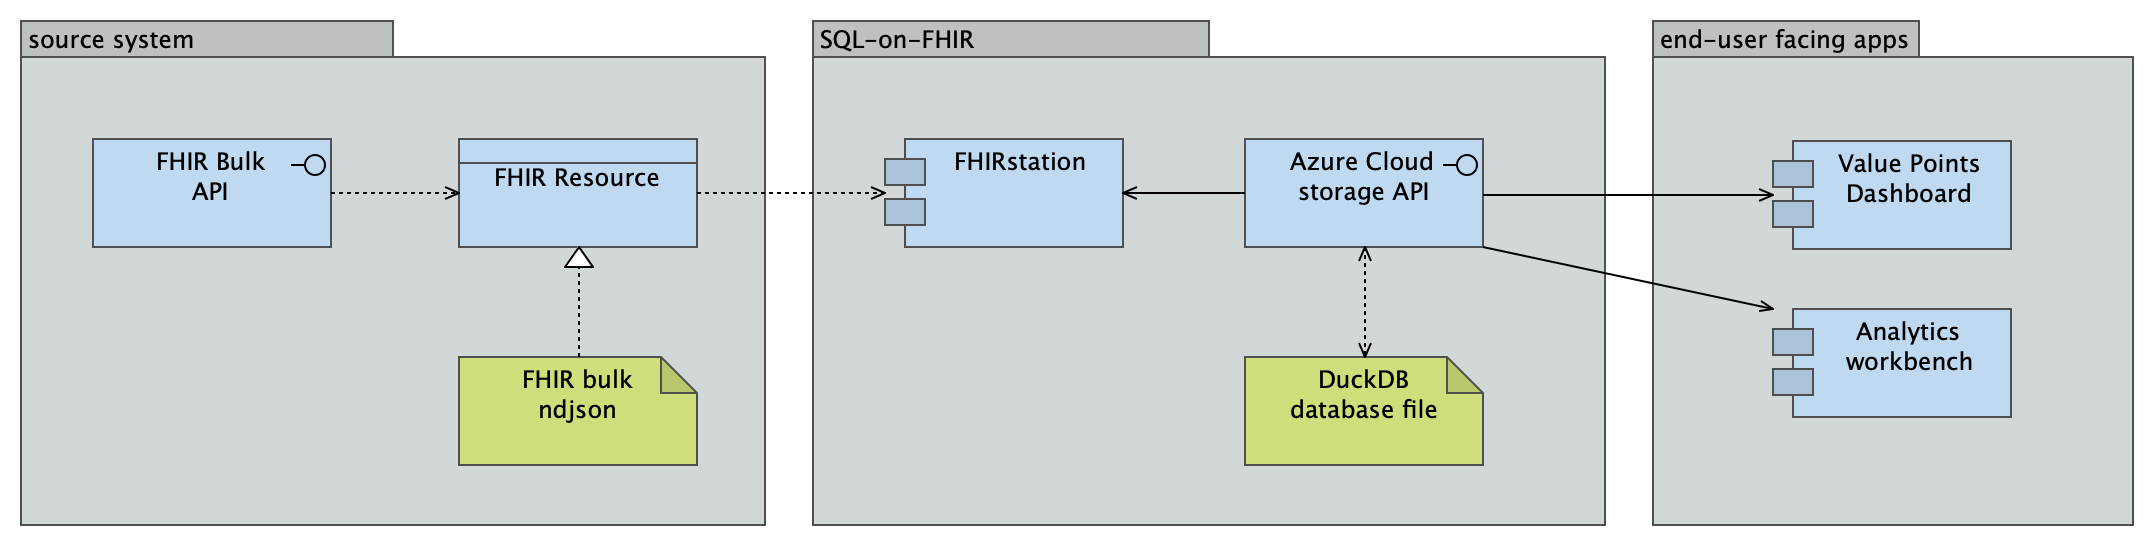 source system
FHIR Bulk
API
FHIR Resource
FHIR bulk
ndjson
SQL-on-FHIR
FHIRstation
Azure Cloud
storage API
DuckDB
database file
end-user facing apps
Value Points
Dashboard
Analytics
workbench